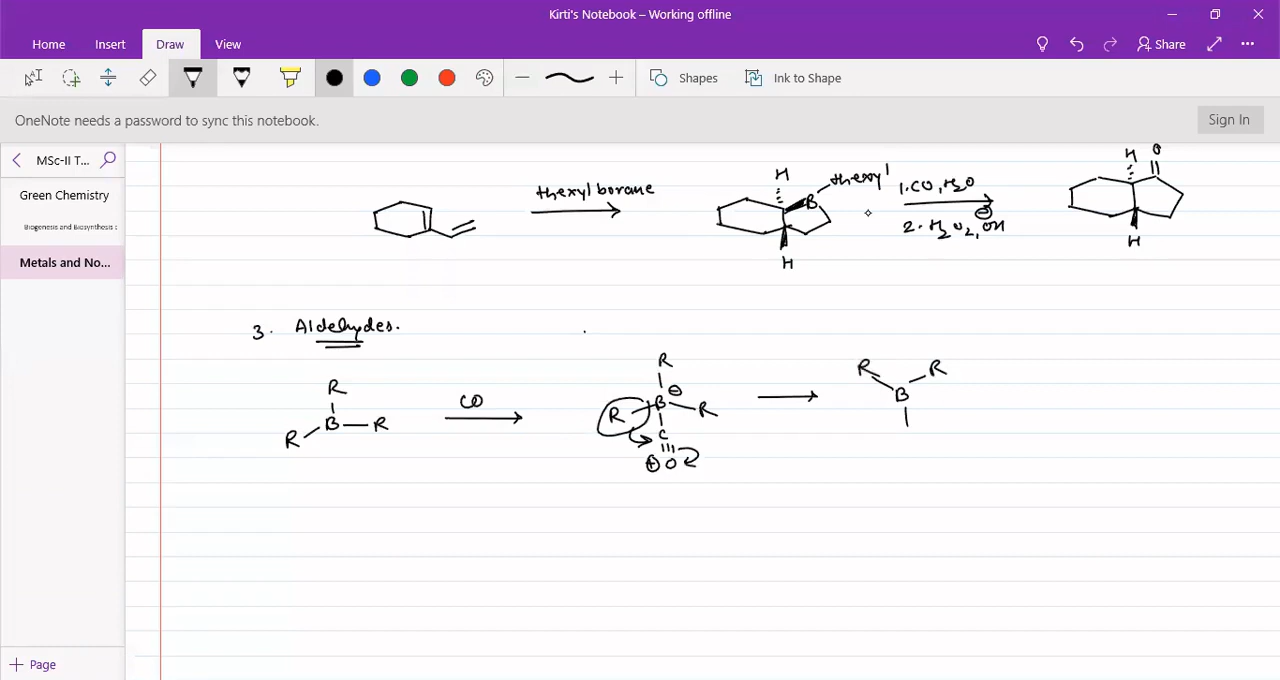 Kirti's Notebook – Working offline
Home Insert Draw View
Share
Shapes Ink to Shape
OneNote needs a password to sync this notebook.
Sign In
MSc-II T...
Green Chemistry
Biogenesis and Biosynthesis :
Metals and No...
Page
thexylborane
H
B
thexyl
H
1. CO, H2O
2. H2O2, OH⊖
H
O
H
3. Aldehydes.
R
R B R
CO
R
⊖
R B R
C
⊕ O
R R
B